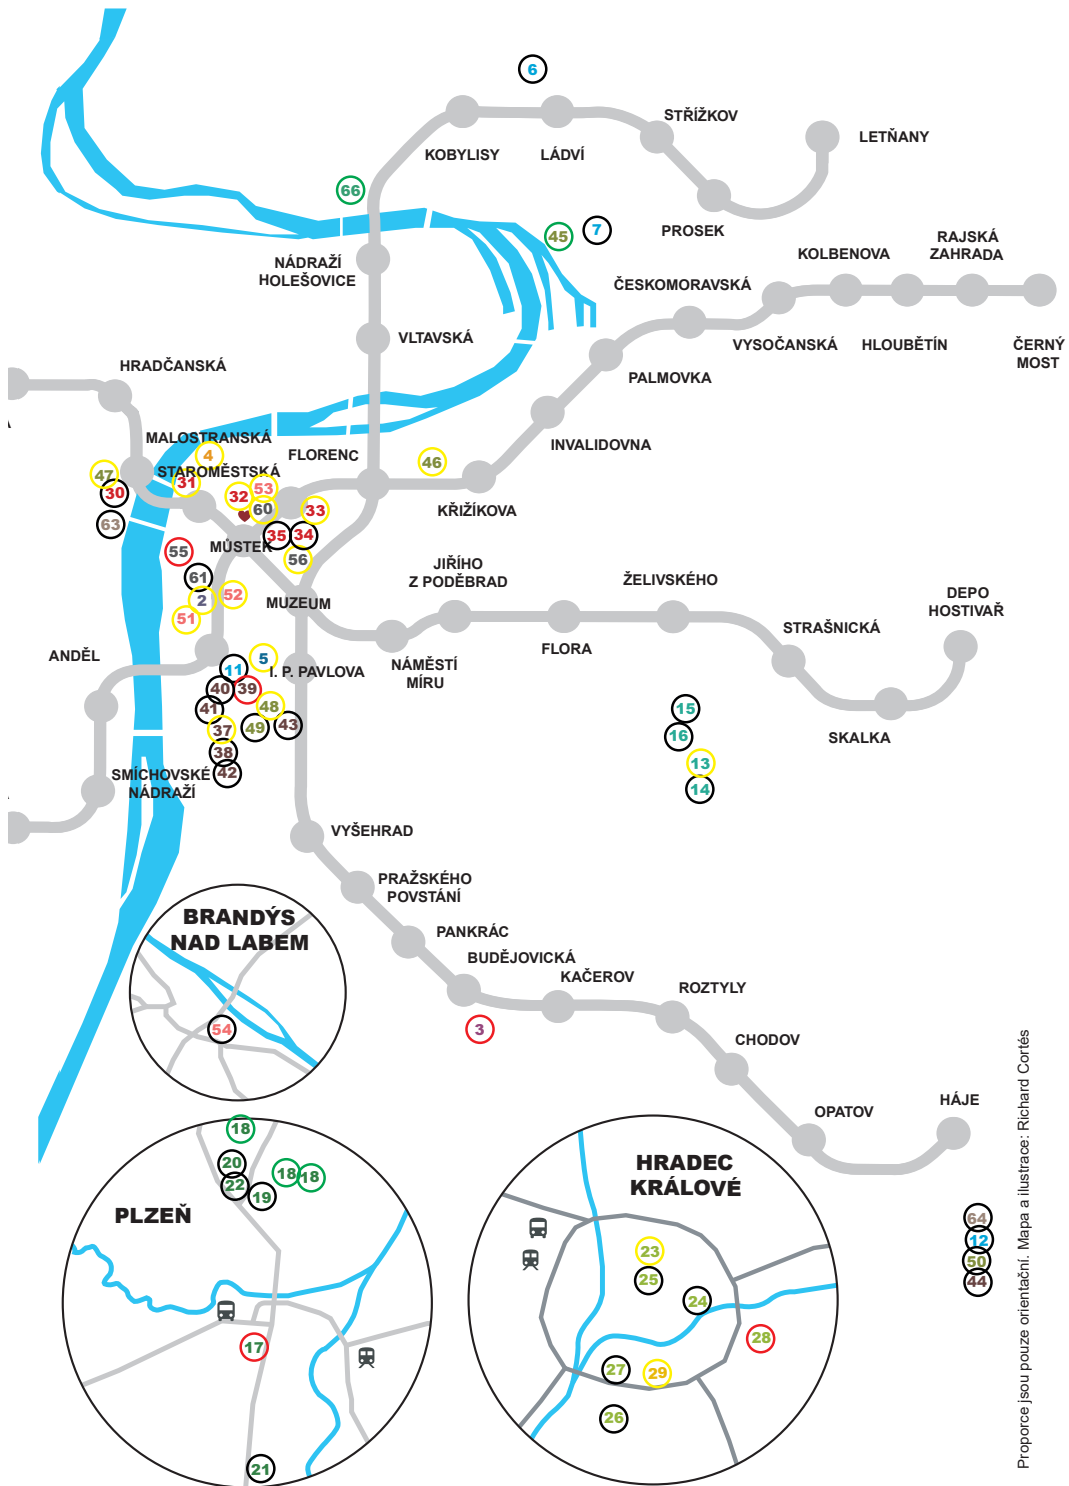 6
STŘÍŽKOV
LETŇANY
KOBYLISY
LÁDVÍ
66
PROSEK
45
7
NÁDRAŽÍ
HOLEŠOVICE
ČESKOMORAVSKÁ
KOLBENOVA
RAJSKÁ
ZAHRADA
VLTAVSKÁ
VYSOČANSKÁ
HLOUBĚTÍN
ČERNÝ
MOST
HRADČANSKÁ
PALMOVKA
MALOSTRANSKÁ
INVALIDOVNA
4
FLORENC
46
STAROMĚSTSKÁ
47
30
31
32
53
60
33
KŘIŽÍKOVA
63
35
34
55
MŮSTEK
56
JIŘÍHO
Z PODĚBRAD
ŽELIVSKÉHO
DEPO
HOSTIVAŘ
61
2
52
51
MUZEUM
STRAŠNICKÁ
ANDĚL
NÁMĚSTÍ
MÍRU
FLORA
5
11
I. P. PAVLOVA
40
39
41
48
37
49
43
38
42
15
16
13
14
SKALKA
SMÍCHOVSKÉ
NÁDRAŽÍ
VYŠEHRAD
PRAŽSKÉHO
POVSTÁNÍ
PANKRÁC
BUDĚJOVICKÁ
KAČEROV
ROZTYLY
3
CHODOV
OPATOV
HÁJE
BRANDÝS
NAD LABEM
54
PLZEŇ
18
20
18
18
22
19
17
21
HRADEC
KRÁLOVÉ
23
25
24
28
27
29
26
64
12
50
44
Proporce jsou pouze orientační. Mapa a ilustrace: Richard Cortés